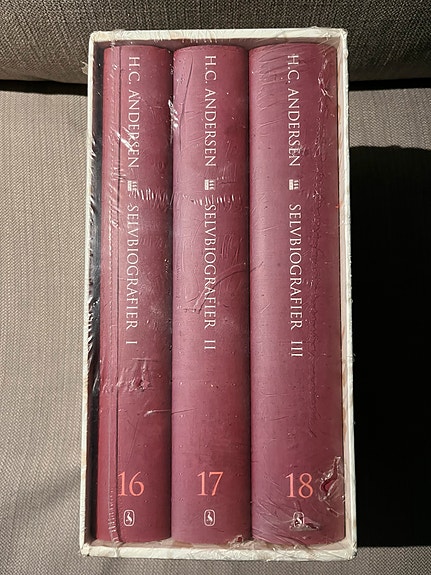 H.C. ANDERSEN SELVBIOGRAFIER I
16
H.C. ANDERSEN SELVBIOGRAFIER II
17
H.C. ANDERSEN SELVBIOGRAFIER III
18